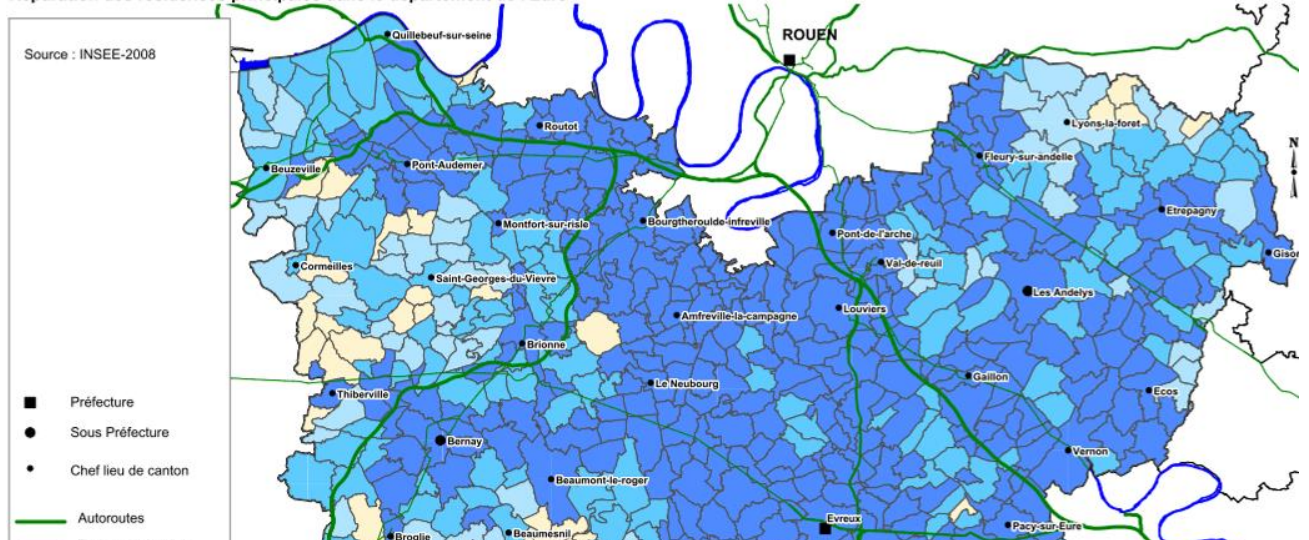 Source : INSEE-2008
Quillebeuf-sur-seine
ROUEN
Routot
Lyons-la-foret
Fleury-sur-andelle
N
Beuzeville
Pont-Audemer
Etrepagny
Montfort-sur-risle
Bourgtheroulde-infreville
Pont-de-l'arche
Gisor
Cormeilles
Saint-Georges-du-Vievre
Val-de-reuil
Les Andelys
Amfreville-la-campagne
Louviers
Brionne
Gaillon
Thiberville
Le Neubourg
Ecos
Préfecture
Sous Préfecture
Bernay
Vernon
Chef lieu de canton
Beaumont-le-roger
Autoroutes
Evreux
Pacy-sur-Eure
Broglie
Beaumesnil